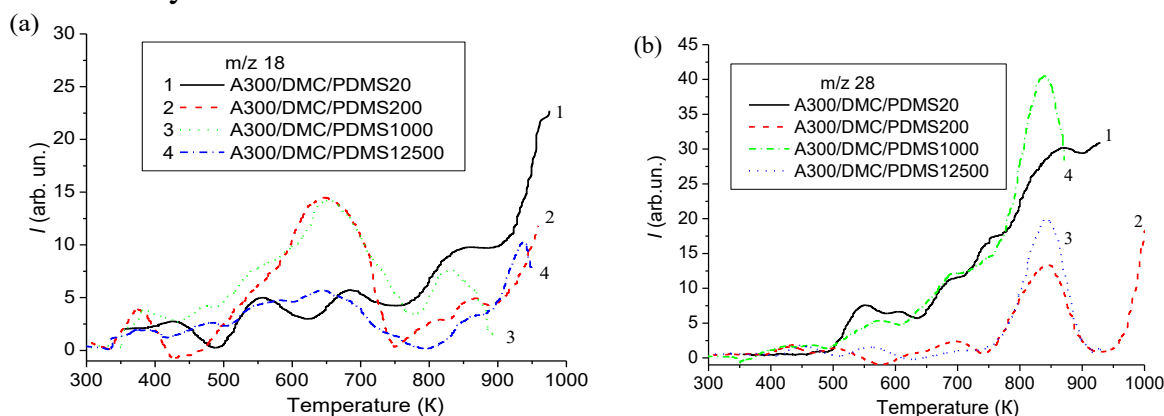 y
(a)
30
25
20
15
10
5
0
I (arb. un.)
m/z 18
1 A300/DMC/PDMS20
2 A300/DMC/PDMS200
3 A300/DMC/PDMS1000
4 A300/DMC/PDMS12500
1
2
4
3
300 400 500 600 700 800 900 1000
Temperature (K)
(b)
45
40
35
30
25
20
15
10
5
0
I (arb.un.)
m/z 28
A300/DMC/PDMS20
A300/DMC/PDMS200
A300/DMC/PDMS1000
A300/DMC/PDMS12500
1
4
3
2
300 400 500 600 700 800 900 1000
Temperature (K)